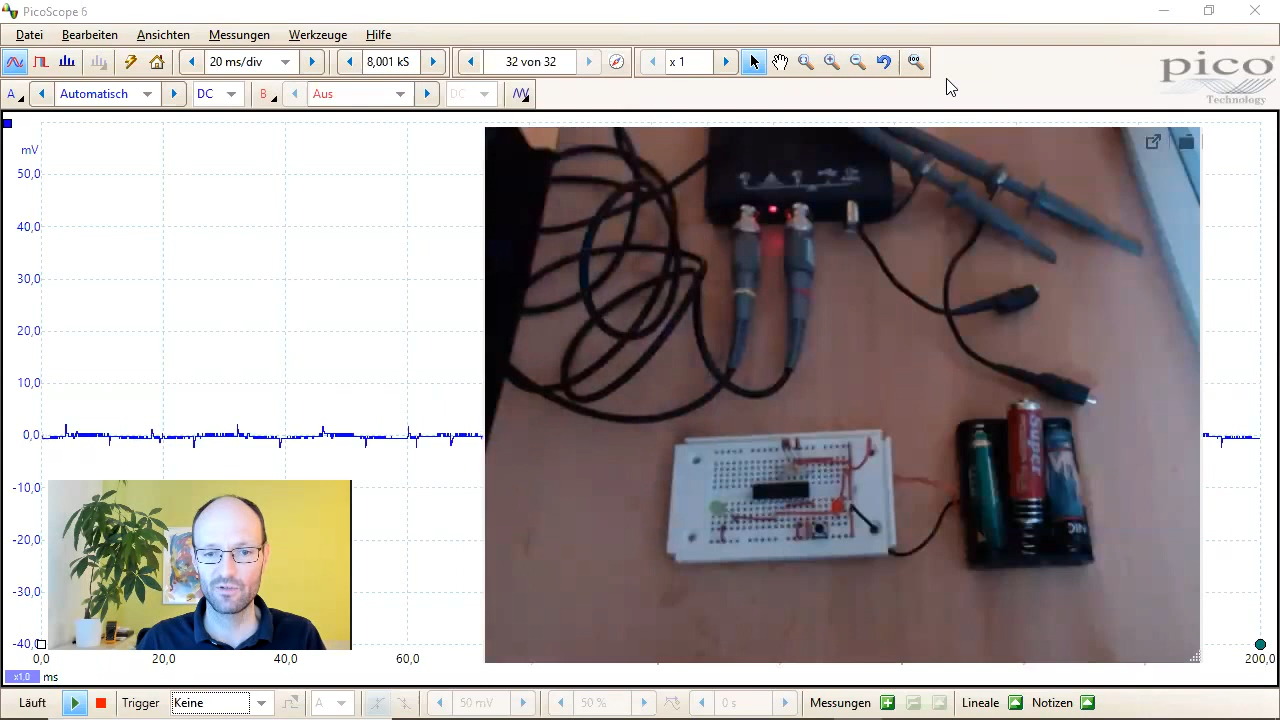 PicoScope 6
Datei Bearbeiten Ansichten Messungen Werkzeuge Hilfe
20 ms/div 8,001 kS 32 von 32 x 1
pico
Technology
A Automatisch DC B Aus DC
mV
50,0
40,0
30,0
20,0
10,0
0,0
-10,0
-20,0
-30,0
-40,0
0,0 20,0 40,0 60,0 200,0
x1,0 ms
Super
Läuft Trigger Keine A 50 mV 50 % 0 s Messungen Lineale Notizen